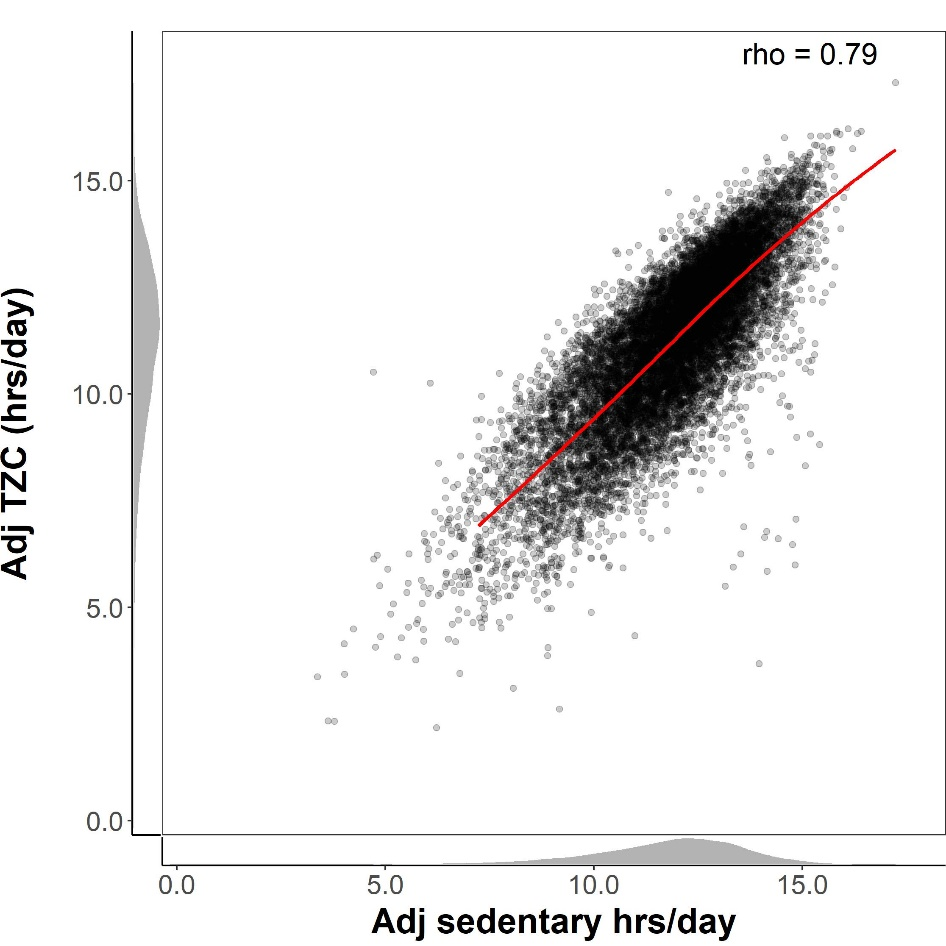 rho = 0.79
Adj TZC (hrs/day)
15.0
10.0
5.0
0.0
0.0 5.0 10.0 15.0
Adj sedentary hrs/day